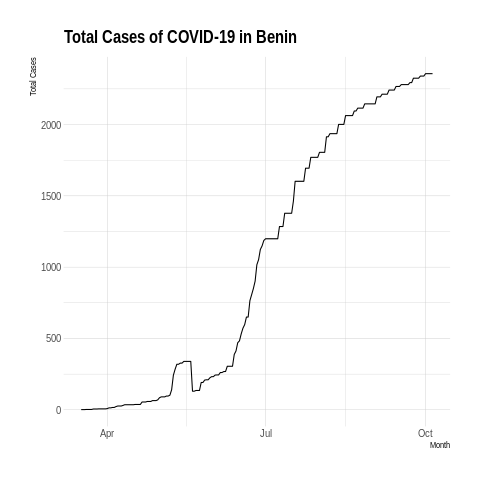 Total Cases of COVID-19 in Benin
Total Cases
2000
1500
1000
500
0
Apr
Jul
Oct
Month